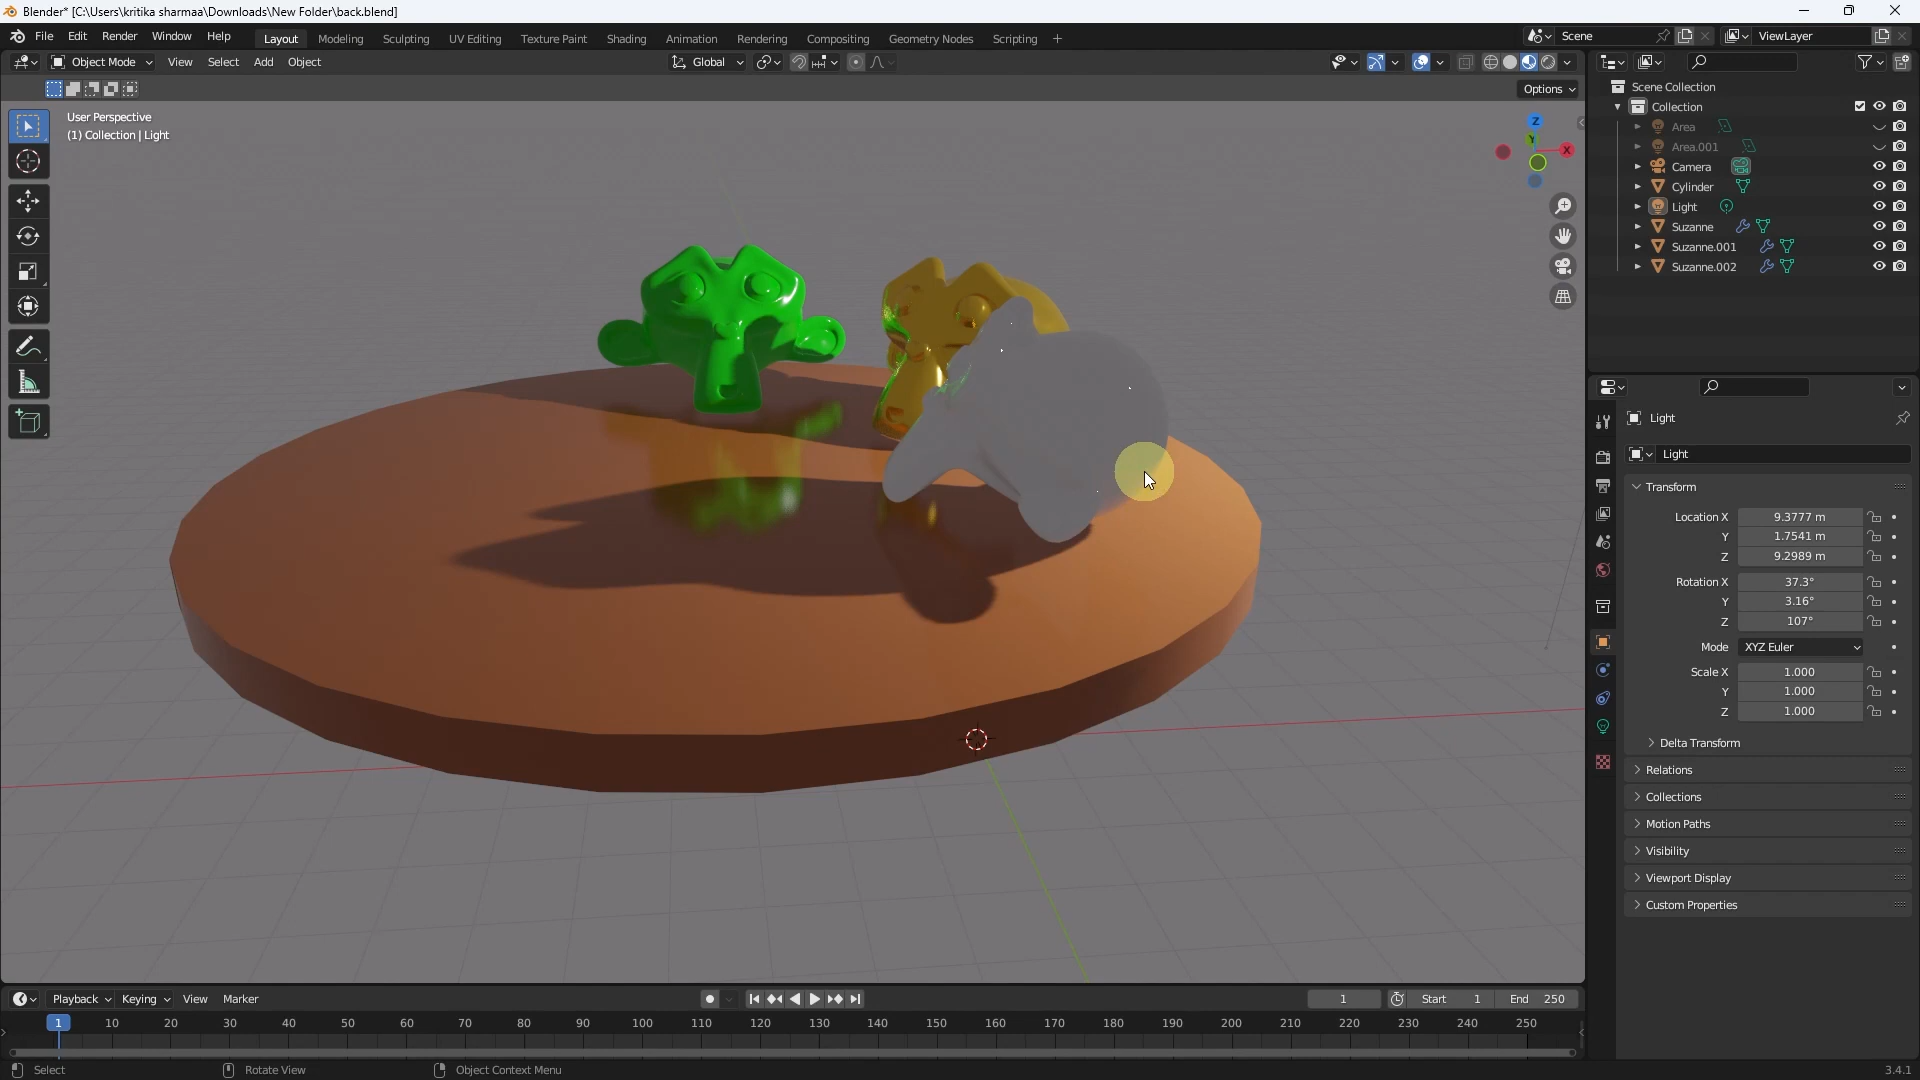 Blender* [C:\Users\kritika sharmaa\Downloads\New Folder\back.blend]
File Edit Render Window Help Layout Modeling Sculpting UV Editing Texture Paint Shading Animation Rendering Compositing Geometry Nodes Scripting + Scene ViewLayer
Object Mode View Select Add Object Global
Options
User Perspective
(1) Collection | Light
Z
Y
X
Scene Collection
Collection
Area
Area.001
Camera
Cylinder
Light
Suzanne
Suzanne.001
Suzanne.002
Light
Light
Transform
Location X 9.3777 m
Y 1.7541 m
Z 9.2989 m
Rotation X 37.3°
Y 3.16°
Z 107°
Mode XYZ Euler
Scale X 1.000
Y 1.000
Z 1.000
Delta Transform
Relations
Collections
Motion Paths
Visibility
Viewport Display
Custom Properties
Playback Keying View Marker 1 Start 1 End 250
1 10 20 30 40 50 60 70 80 90 100 110 120 130 140 150 160 170 180 190 200 210 220 230 240 250
Select Rotate View Object Context Menu 3.4.1